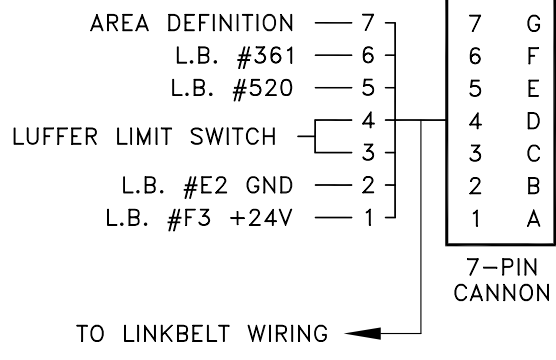 AREA DEFINITION 7 7 G
L.B. #361 6 6 F
L.B. #520 5 5 E
4 4 D
LUFFER LIMIT SWITCH
3 3 C
L.B. #E2 GND 2 2 B
L.B. #F3 +24V 1 1 A
7-PIN
CANNON
TO LINKBELT WIRING